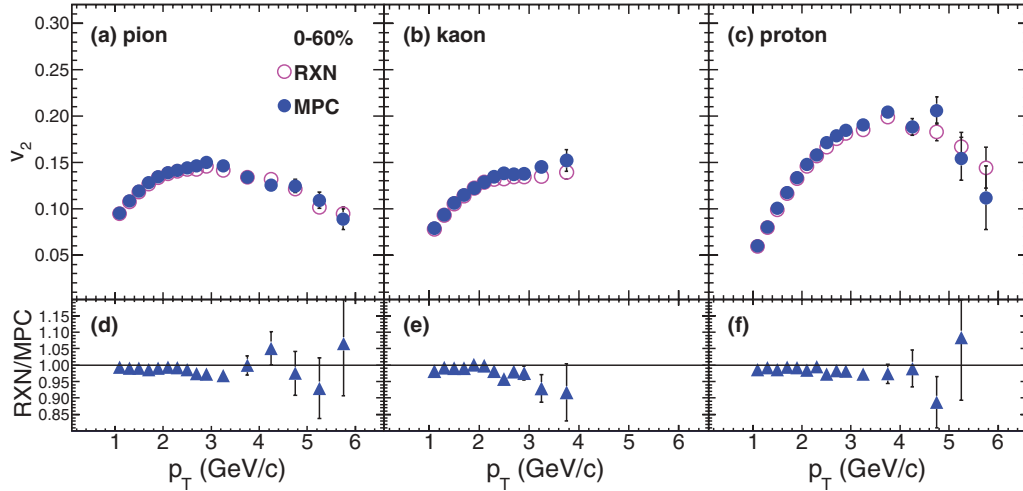 0.30
0.25
0.20
0.15
0.10
0.05
v2
(a) pion
0-60%
RXN
MPC
(b) kaon
(c) proton
1.15
1.10
1.05
1.00
0.95
0.90
0.85
RXN/MPC
(d)
(e)
(f)
1 2 3 4 5 6
1 2 3 4 5 6
1 2 3 4 5 6
pT (GeV/c)
pT (GeV/c)
pT (GeV/c)